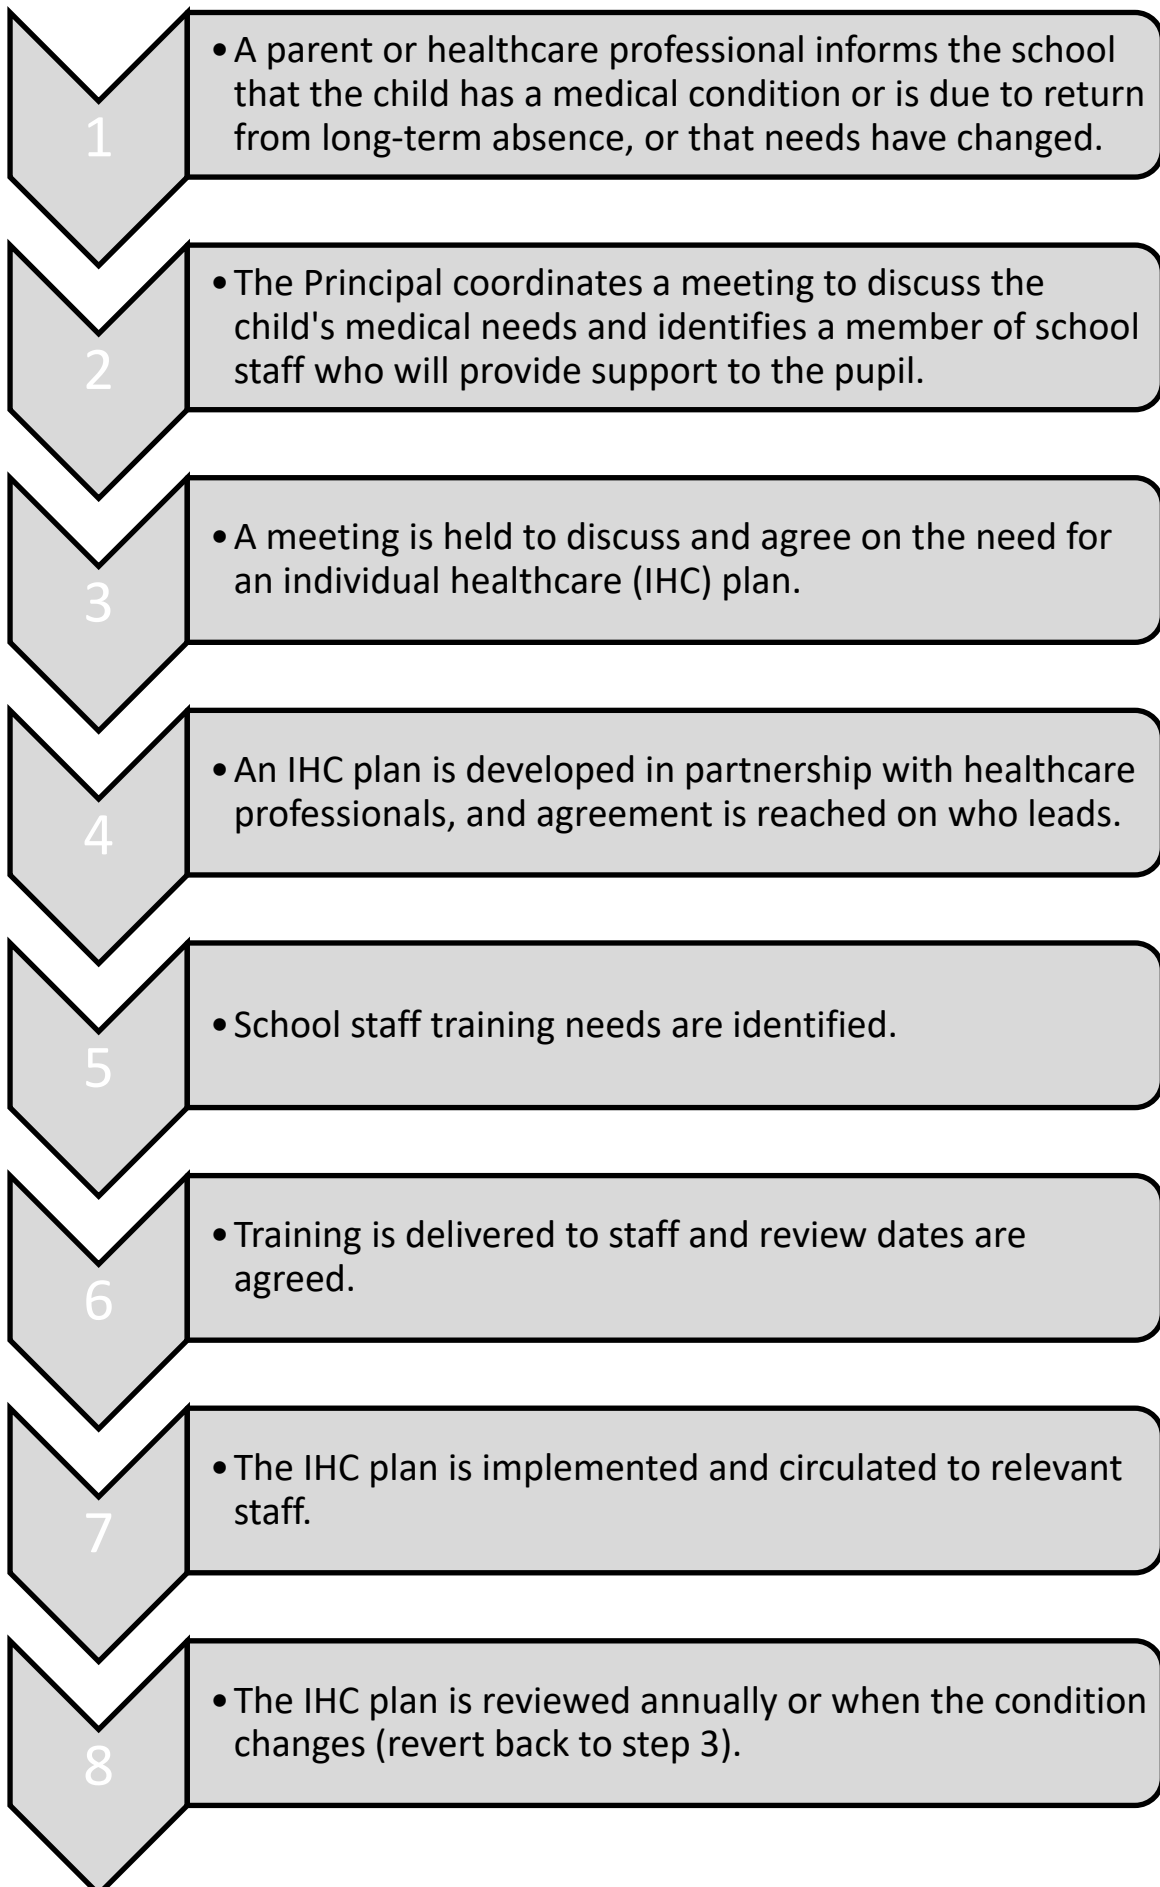 1
• A parent or healthcare professional informs the school
that the child has a medical condition or is due to return
from long-term absence, or that needs have changed.
2
• The Principal coordinates a meeting to discuss the
child's medical needs and identifies a member of school
staff who will provide support to the pupil.
3
• A meeting is held to discuss and agree on the need for
an individual healthcare (IHC) plan.
4
• An IHC plan is developed in partnership with healthcare
professionals, and agreement is reached on who leads.
5
• School staff training needs are identified.
6
• Training is delivered to staff and review dates are
agreed.
7
• The IHC plan is implemented and circulated to relevant
staff.
8
• The IHC plan is reviewed annually or when the condition
changes (revert back to step 3).